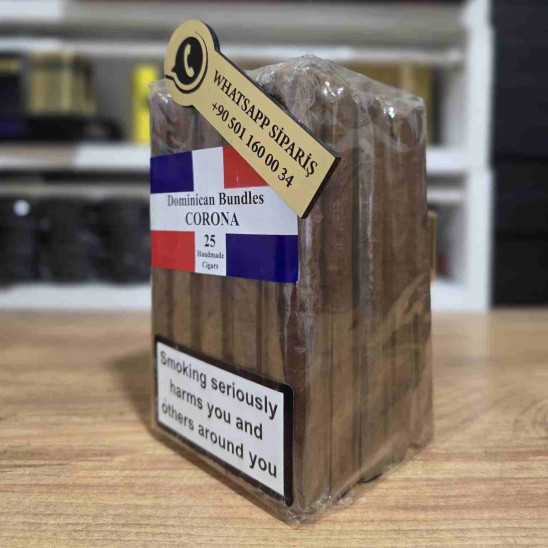 WHATSAPP SİPARİŞ
+90 501 160 00 34
Dominican Bundles
CORONA
25
Handmade
Cigars
Smoking seriously
harms you and
others around you